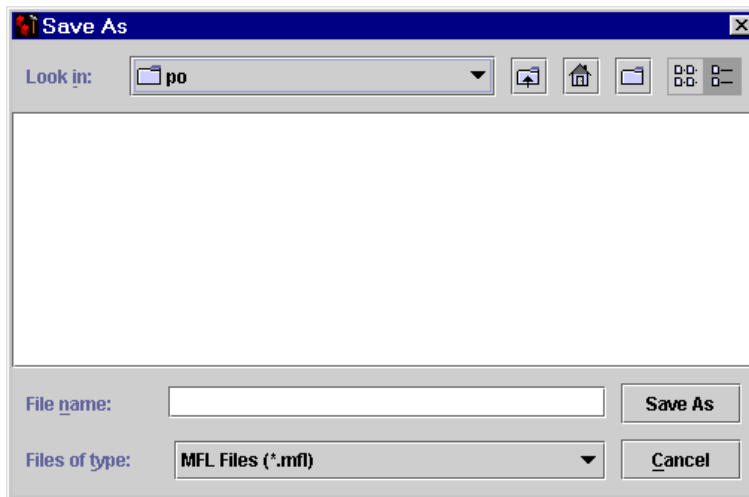 Save As
Look in:
po
File name:
Save As
Files of type:
MFL Files (*.mfl)
Cancel